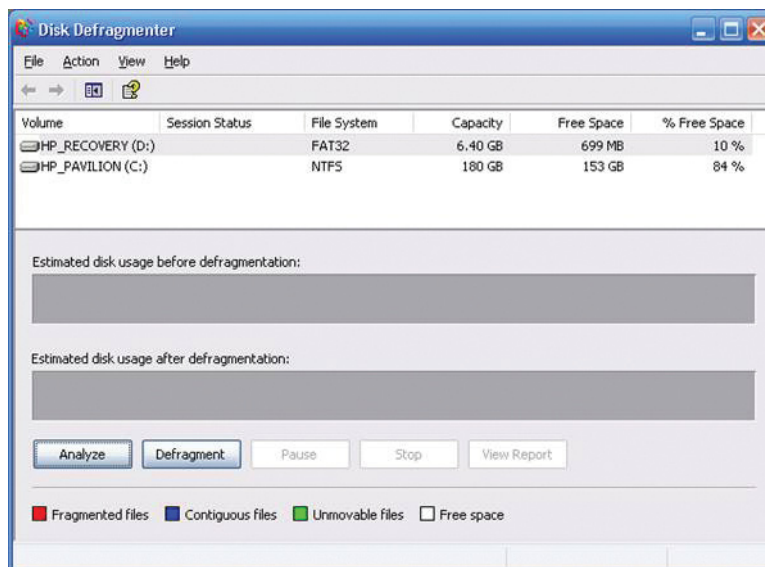 Disk Defragmenter
File Action View Help
Volume Session Status File System Capacity Free Space % Free Space
HP_RECOVERY (D:) FAT32 6.40 GB 699 MB 10 %
HP_PAVILION (C:) NTFS 180 GB 153 GB 84 %
Estimated disk usage before defragmentation:
Estimated disk usage after defragmentation:
Analyze Defragment Pause Stop View Report
Fragmented files Contiguous files Unmovable files Free space